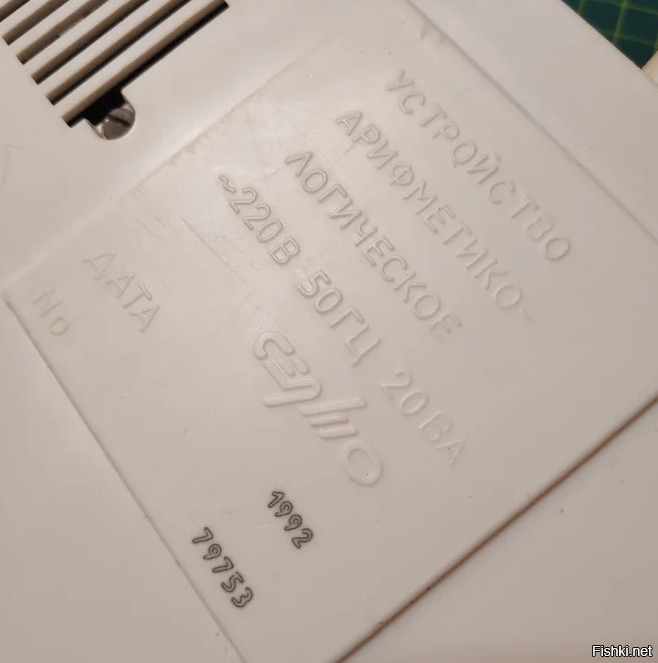 УСТРОЙСТВО
АРИФМЕТИКО-
ЛОГИЧЕСКОЕ
~220В 50ГЦ 20ВА
ДАТА 1992
NO 79753
Fishki.net